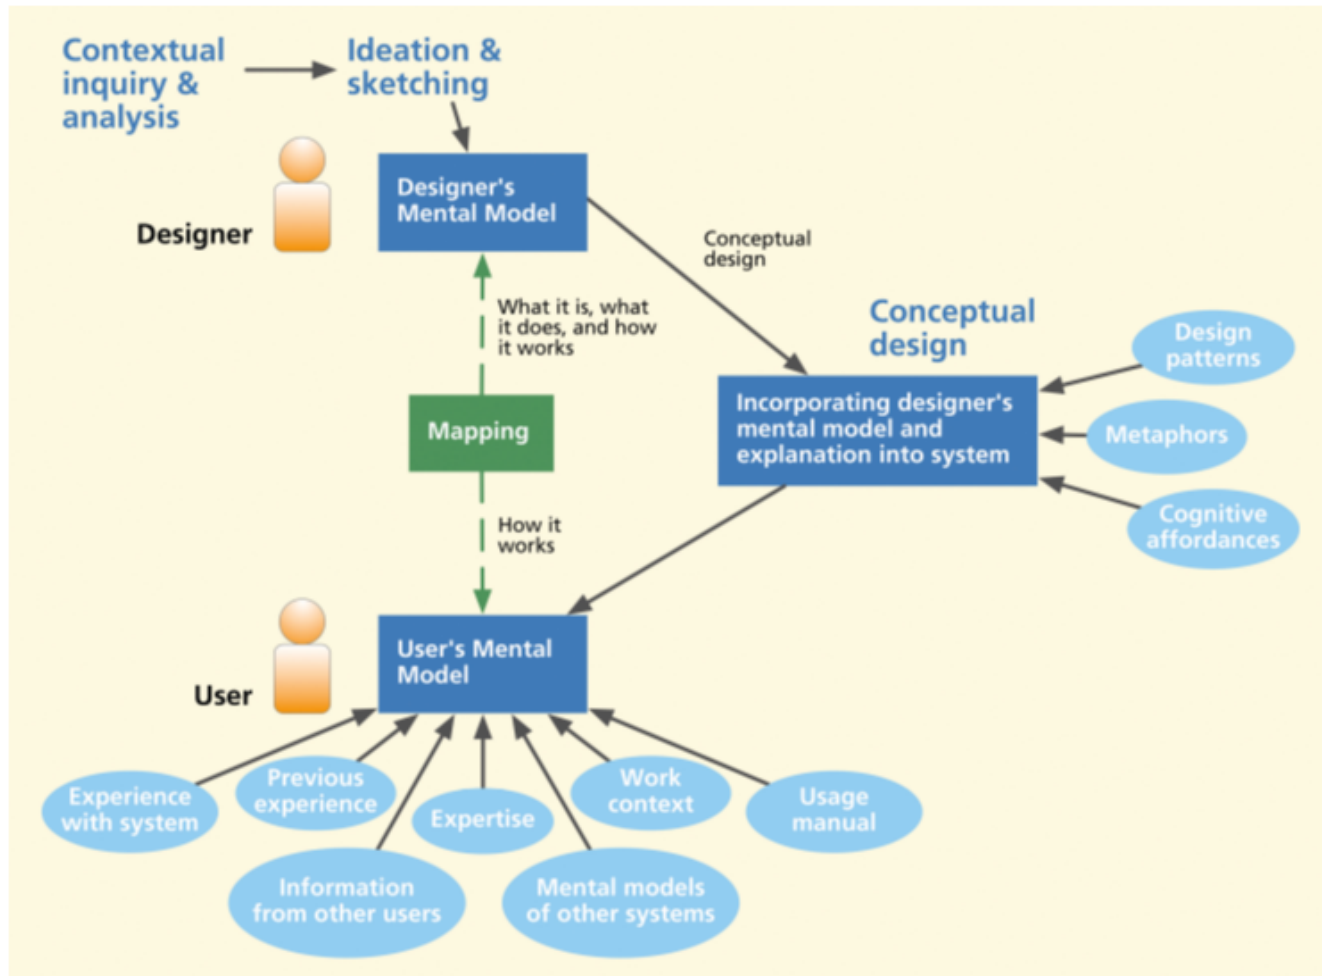 Contextual
inquiry &
analysis
Ideation &
sketching
Designer's
Mental Model
Designer
Conceptual
design
What it is, what
it does, and how
it works
Conceptual
design
Design
patterns
Incorporating designer's
mental model and
explanation into system
Metaphors
Mapping
Cognitive
affordances
How it
works
User's Mental
Model
User
Experience
with system
Previous
experience
Expertise
Work
context
Usage
manual
Information
from other users
Mental models
of other systems